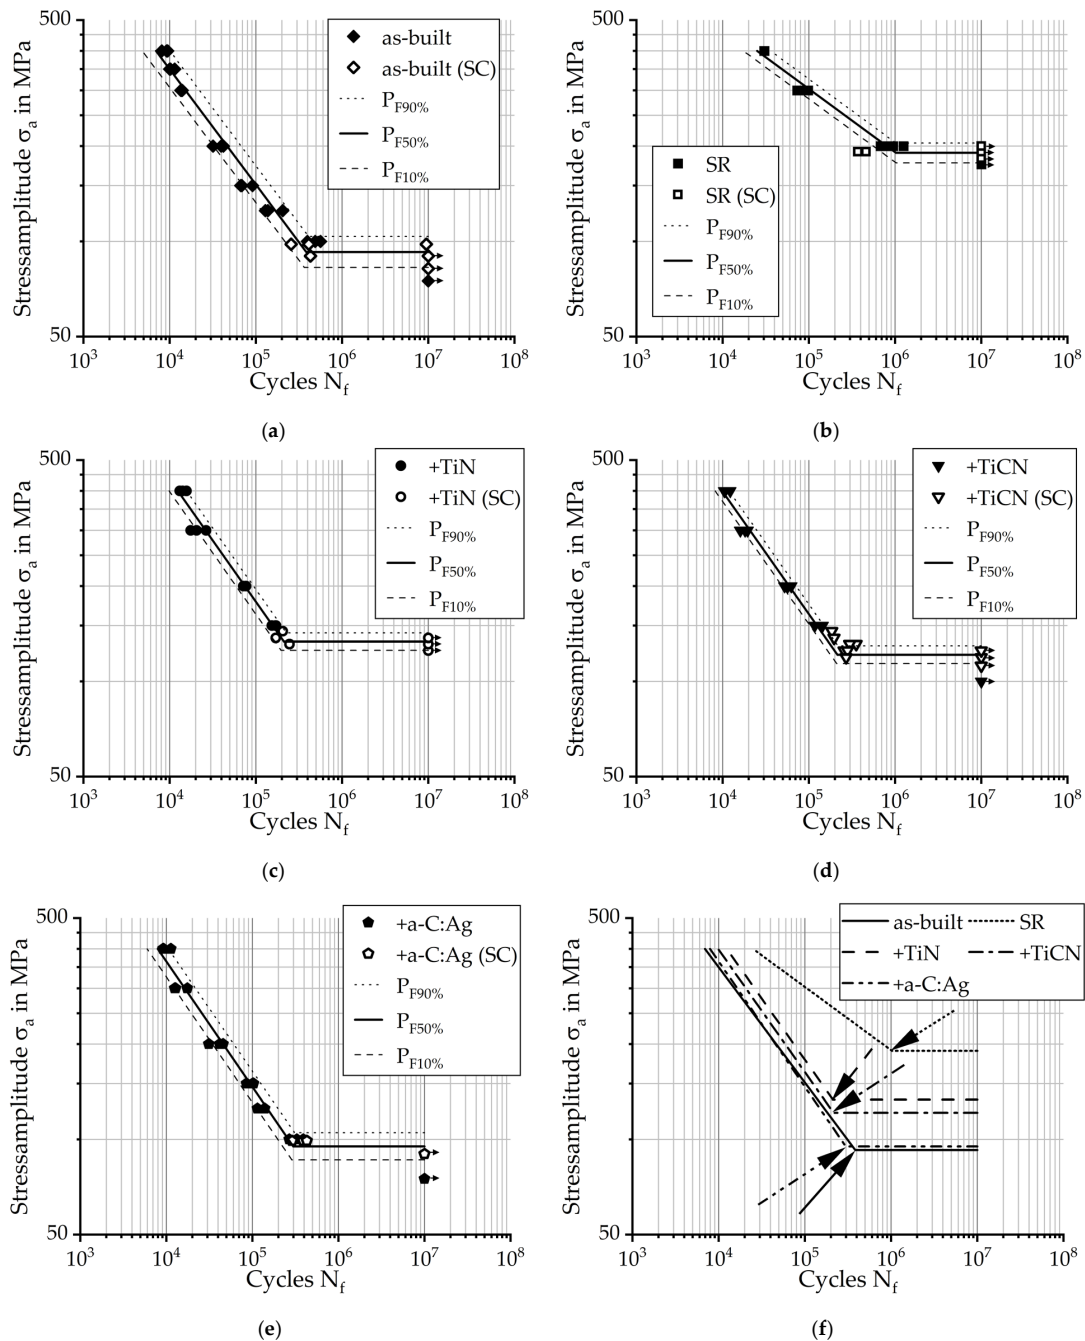 500
50
Stressamplitude σa in MPa
as-built
as-built (SC)
PF90%
PF50%
PF10%
10³ 10⁴ 10⁵ 10⁶ 10⁷ 10⁸
Cycles Nf
(a)
500
50
Stressamplitude σa in MPa
SR
SR (SC)
PF90%
PF50%
PF10%
10³ 10⁴ 10⁵ 10⁶ 10⁷ 10⁸
Cycles Nf
(b)
500
50
Stressamplitude σa in MPa
+TiN
+TiN (SC)
PF90%
PF50%
PF10%
10³ 10⁴ 10⁵ 10⁶ 10⁷ 10⁸
Cycles Nf
(c)
500
50
Stressamplitude σa in MPa
+TiCN
+TiCN (SC)
PF90%
PF50%
PF10%
10³ 10⁴ 10⁵ 10⁶ 10⁷ 10⁸
Cycles Nf
(d)
500
50
Stressamplitude σa in MPa
+a-C:Ag
+a-C:Ag (SC)
PF90%
PF50%
PF10%
10³ 10⁴ 10⁵ 10⁶ 10⁷ 10⁸
Cycles Nf
(e)
500
50
Stressamplitude σa in MPa
as-built SR
+TiN +TiCN
+a-C:Ag
10³ 10⁴ 10⁵ 10⁶ 10⁷ 10⁸
Cycles Nf
(f)